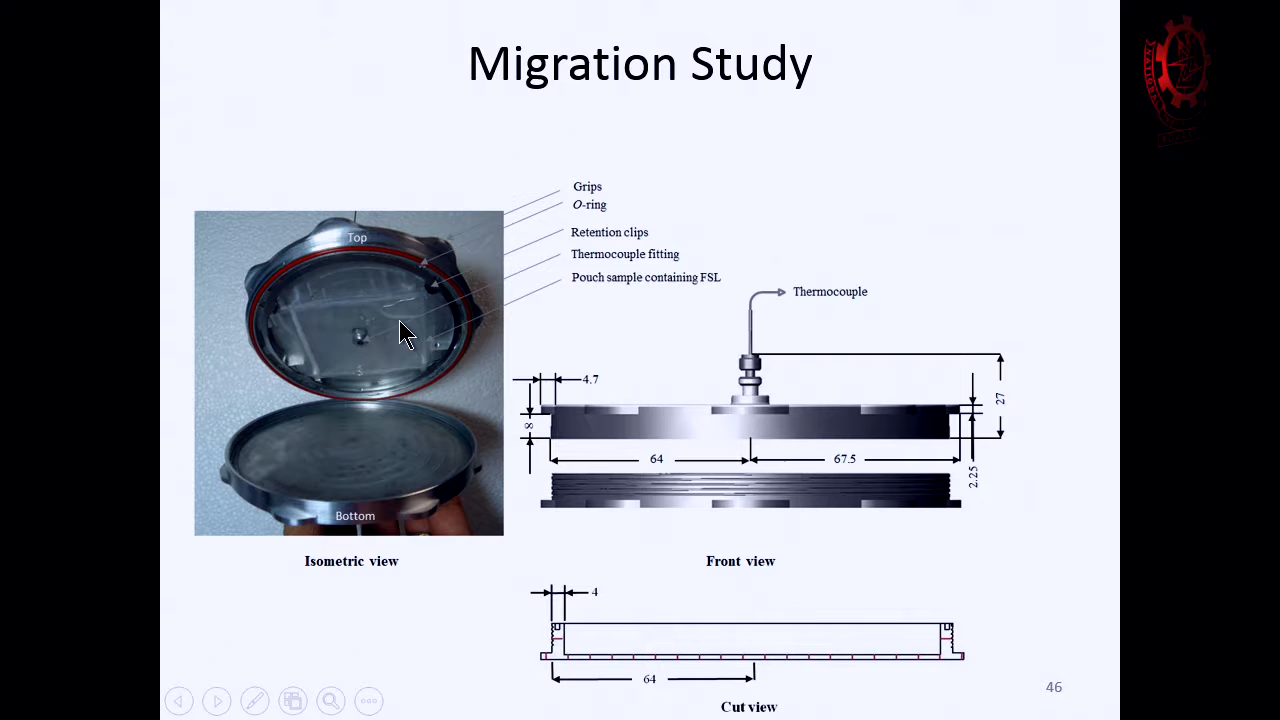 Migration Study
Grips
O-ring
Retention clips
Thermocouple fitting
Pouch sample containing FSL
Top
Bottom
Isometric view
Thermocouple
4.7
8
27
64
67.5
2.25
Front view
4
64
Cut view
46